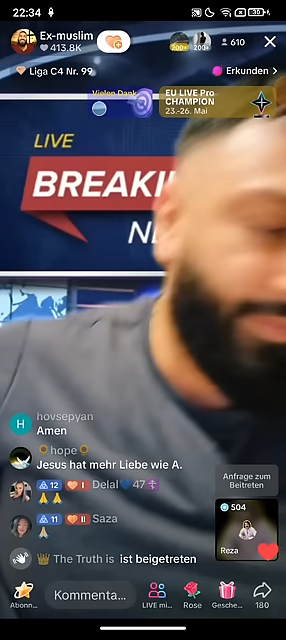 22:34
Ex-muslim
413.8K
200+
200+
610
Liga C4 Nr. 99
Erkunden >
Vielen Dank
EU LIVE Pro
CHAMPION
23.-26. Mai
LIVE
BREAKI
NE
H
hovsepyan
Amen
hope
Jesus hat mehr Liebe wie A.
12 II Delal 47
11 II Saza
The Truth is ist beigetreten
Anfrage zum
Beitreten
504
Reza
Abonn...
Kommenta...
LIVE mi...
Rose
Gesche...
180